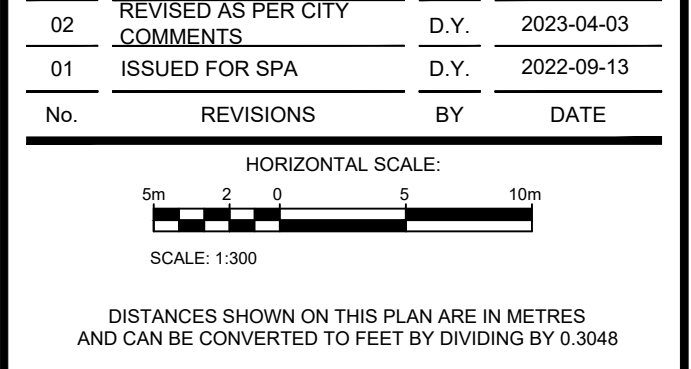 02 REVISED AS PER CITY COMMENTS D.Y. 2023-04-03
01 ISSUED FOR SPA D.Y. 2022-09-13
No. REVISIONS BY DATE
HORIZONTAL SCALE:
5m 2 0 5 10m
SCALE: 1:300
DISTANCES SHOWN ON THIS PLAN ARE IN METRES
AND CAN BE CONVERTED TO FEET BY DIVIDING BY 0.3048